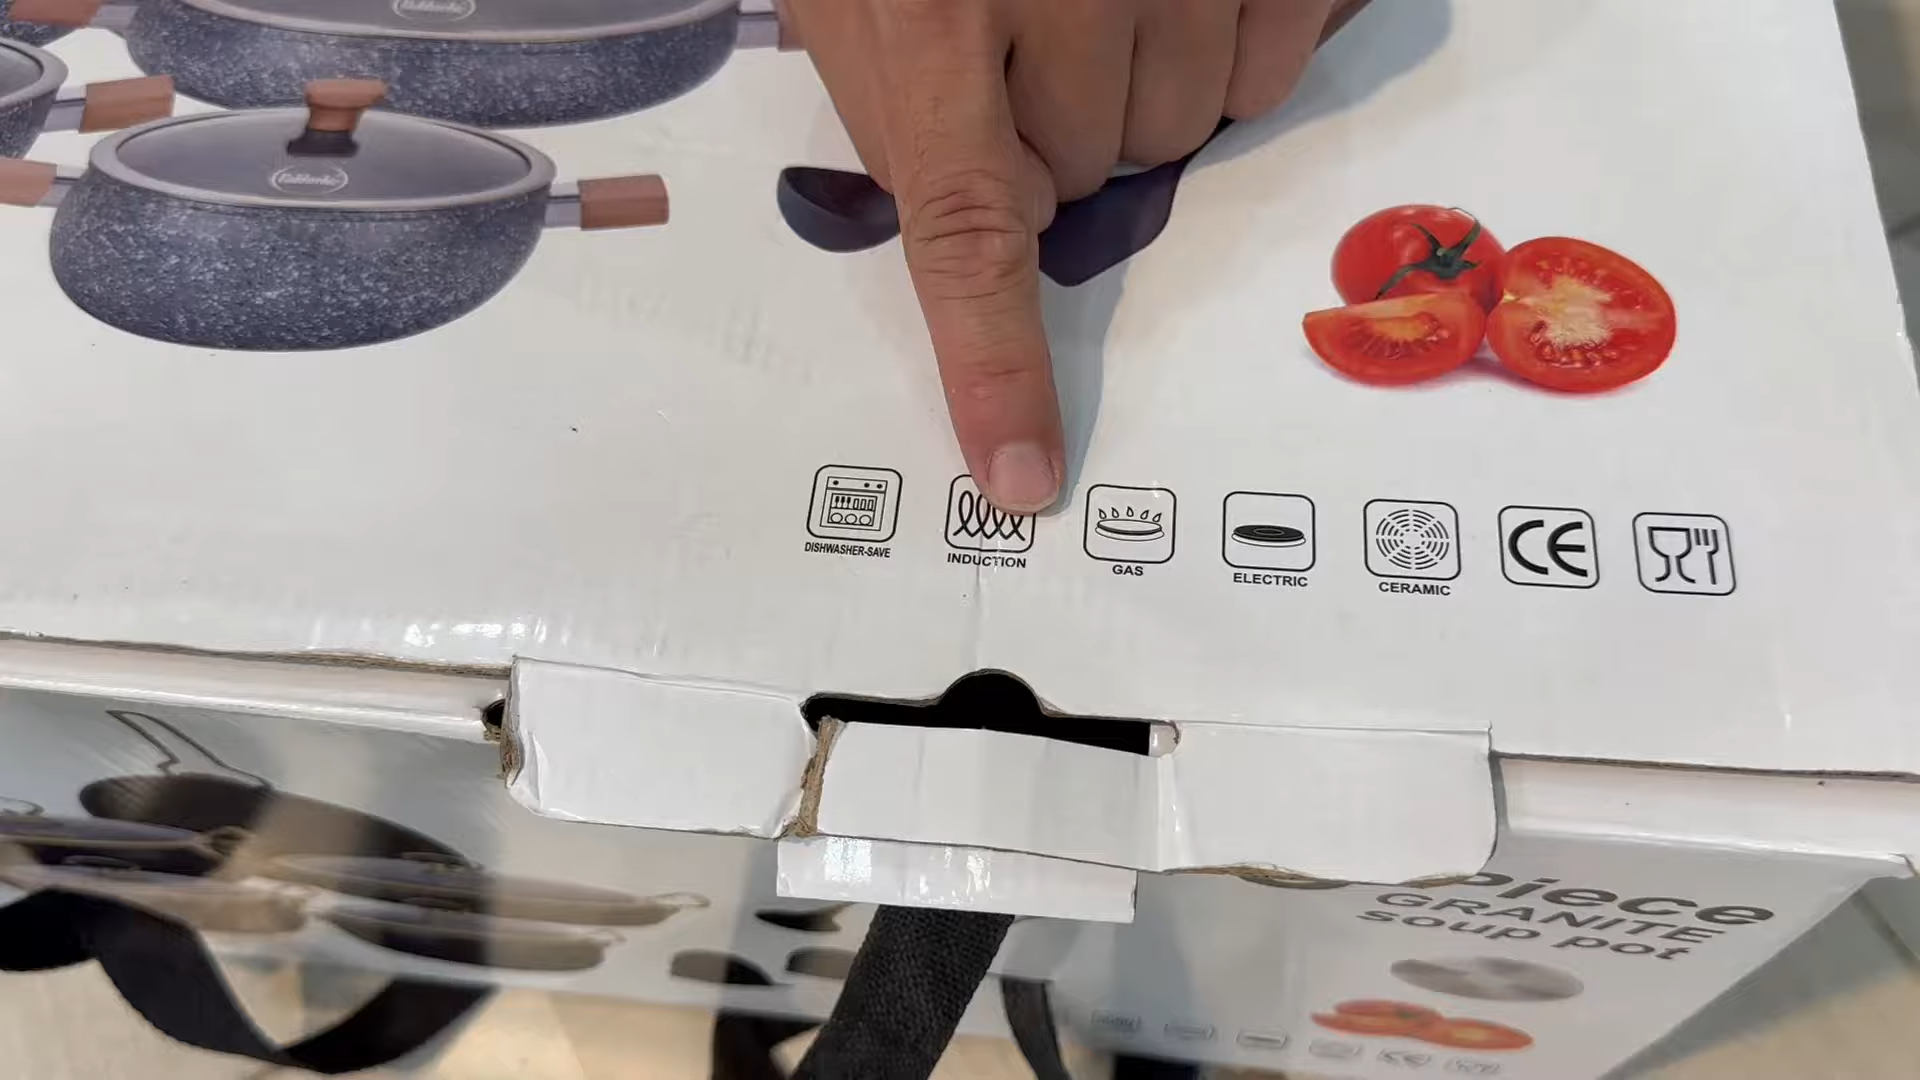 DISHWASHER-SAVE
INDUCTION
GAS
ELECTRIC
CERAMIC
CE
Piece
GRANITE
soup pot